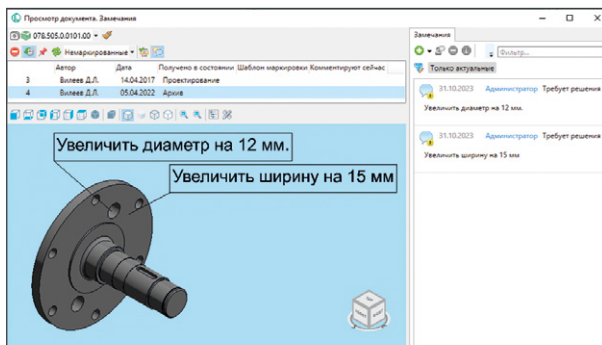 Просмотр документа. Замечания
078.505.0.0101.00
Немаркированные
Автор Дата Получено в состоянии Шаблон маркировки Комментируют сейчас
3 Вилеев Д.Л. 14.04.2017 Проектирование
4 Вилеев Д.Л. 05.04.2022 Архив
Увеличить диаметр на 12 мм.
Увеличить ширину на 15 мм
Замечания
Фильтр...
Только актуальные
31.10.2023 Администратор Требует решения
Увеличить диаметр на 12 мм.
31.10.2023 Администратор Требует решения
Увеличить ширину на 15 мм